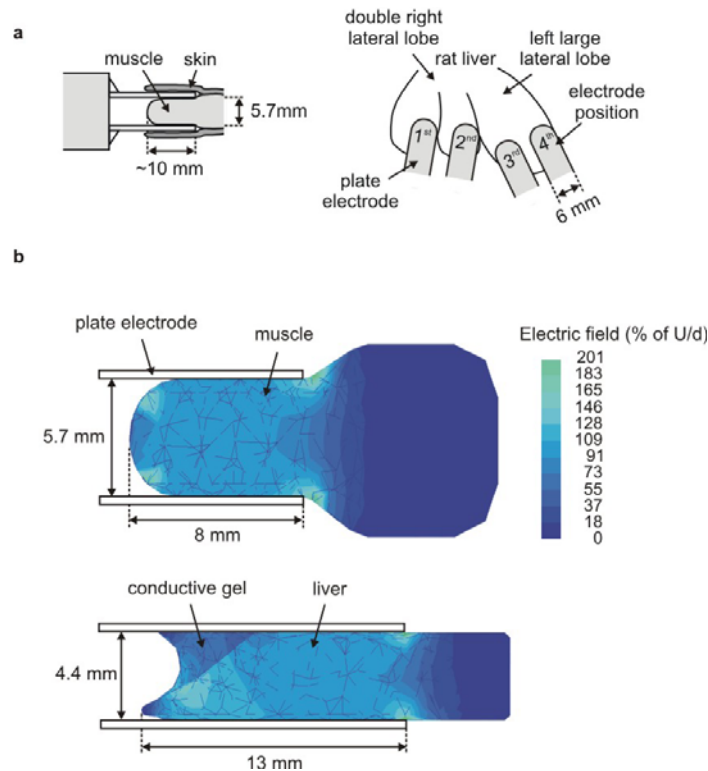 a
muscle
skin
5.7mm
~10 mm
double right
lateral lobe
rat liver
left large
lateral lobe
electrode
position
1st
2nd
3rd
4th
plate
electrode
6 mm
b
plate electrode
muscle
5.7 mm
8 mm
Electric field (% of U/d)
201
183
165
146
128
109
91
73
55
37
18
0
conductive gel
liver
4.4 mm
13 mm